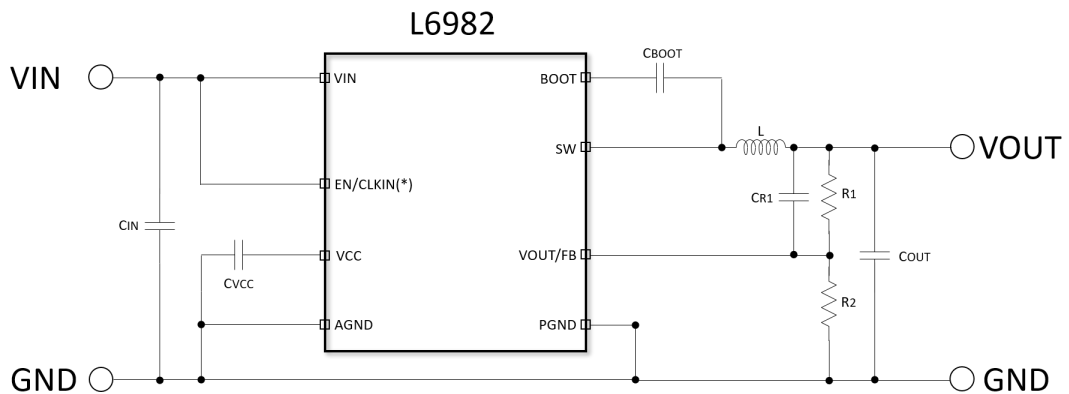 L6982
CBOOT
VIN
VIN
BOOT
L
SW
VOUT
EN/CLKIN(*)
CR1
R1
CIN
VCC
VOUT/FB
COUT
CVCC
R2
AGND
PGND
GND
GND